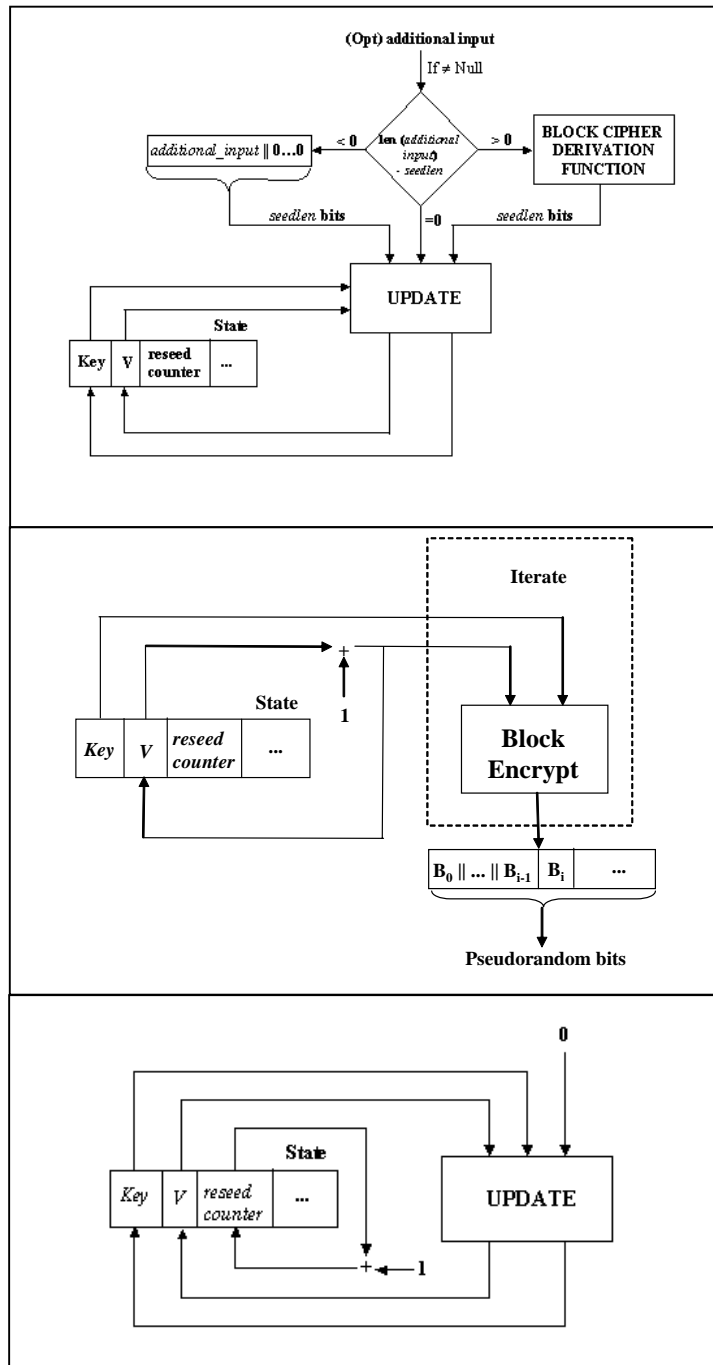 (Opt) additional input
If ≠ Null
< 0
len (additional
input)
- seedlen
> 0
=0
additional_input || 0...0
BLOCK CIPHER
DERIVATION
FUNCTION
seedlen bits
seedlen bits
UPDATE
State
Key
V
reseed
counter
...
Iterate
+
1
State
Key
V
reseed
counter
...
Block
Encrypt
B0 || ... || Bi-1
Bi
...
Pseudorandom bits
0
State
Key
V
reseed
counter
...
UPDATE
+
1